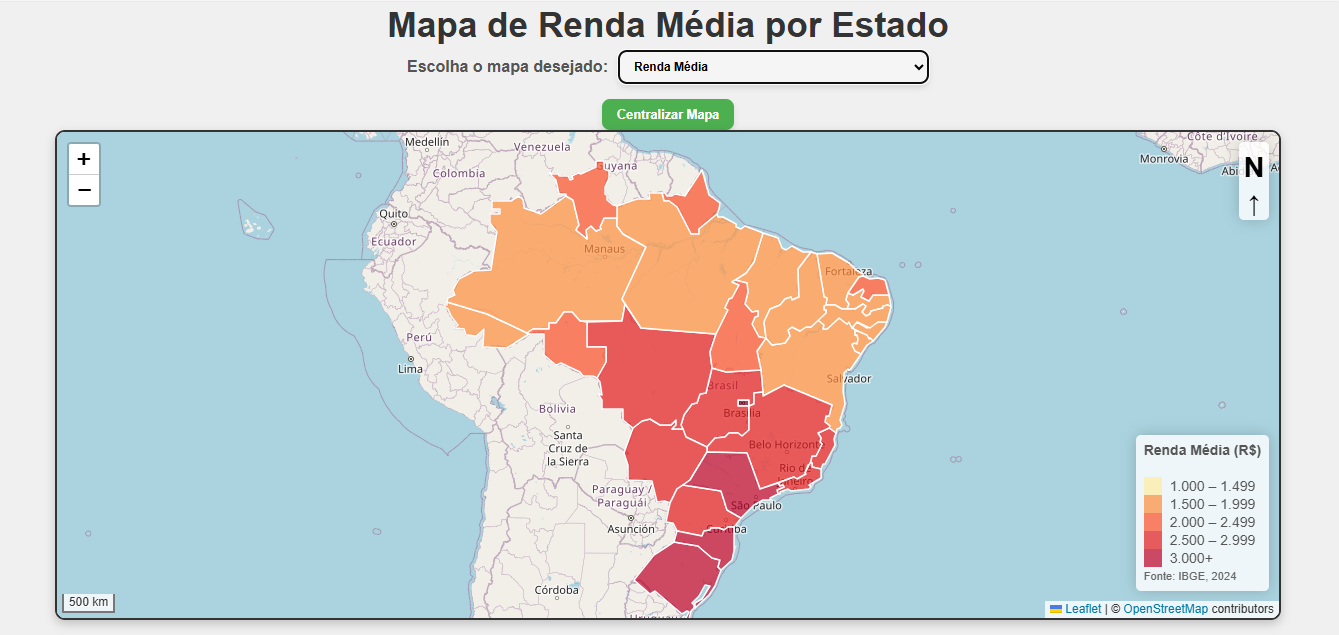 Mapa de Renda Média por Estado
Escolha o mapa desejado:
Renda Média
Centralizar Mapa
+
−
Medellín
Venezuela
Guyana
Colombia
Côte d'Ivoire
Monrovia
N
↑
Quito
Ecuador
Manaus
Fortaleza
Perú
Lima
Brasil
Salvador
Bolivia
Brasília
Santa
Cruz de
la Sierra
Belo Horizonte
Rio de
Janeiro
Paraguay /
Paraguái
São Paulo
Asunción
Curitiba
Córdoba
Uruguay
Renda Média (R$)
1.000 – 1.499
1.500 – 1.999
2.000 – 2.499
2.500 – 2.999
3.000+
Fonte: IBGE, 2024
500 km
Leaflet | © OpenStreetMap contributors